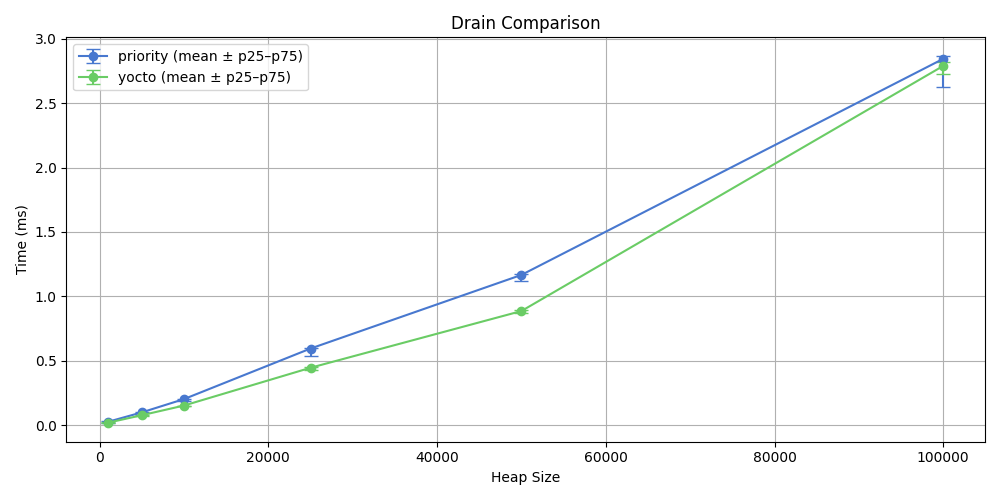 Drain Comparison
priority (mean ± p25–p75)
yocto (mean ± p25–p75)
Time (ms)
3.0
2.5
2.0
1.5
1.0
0.5
0.0
0 20000 40000 60000 80000 100000
Heap Size